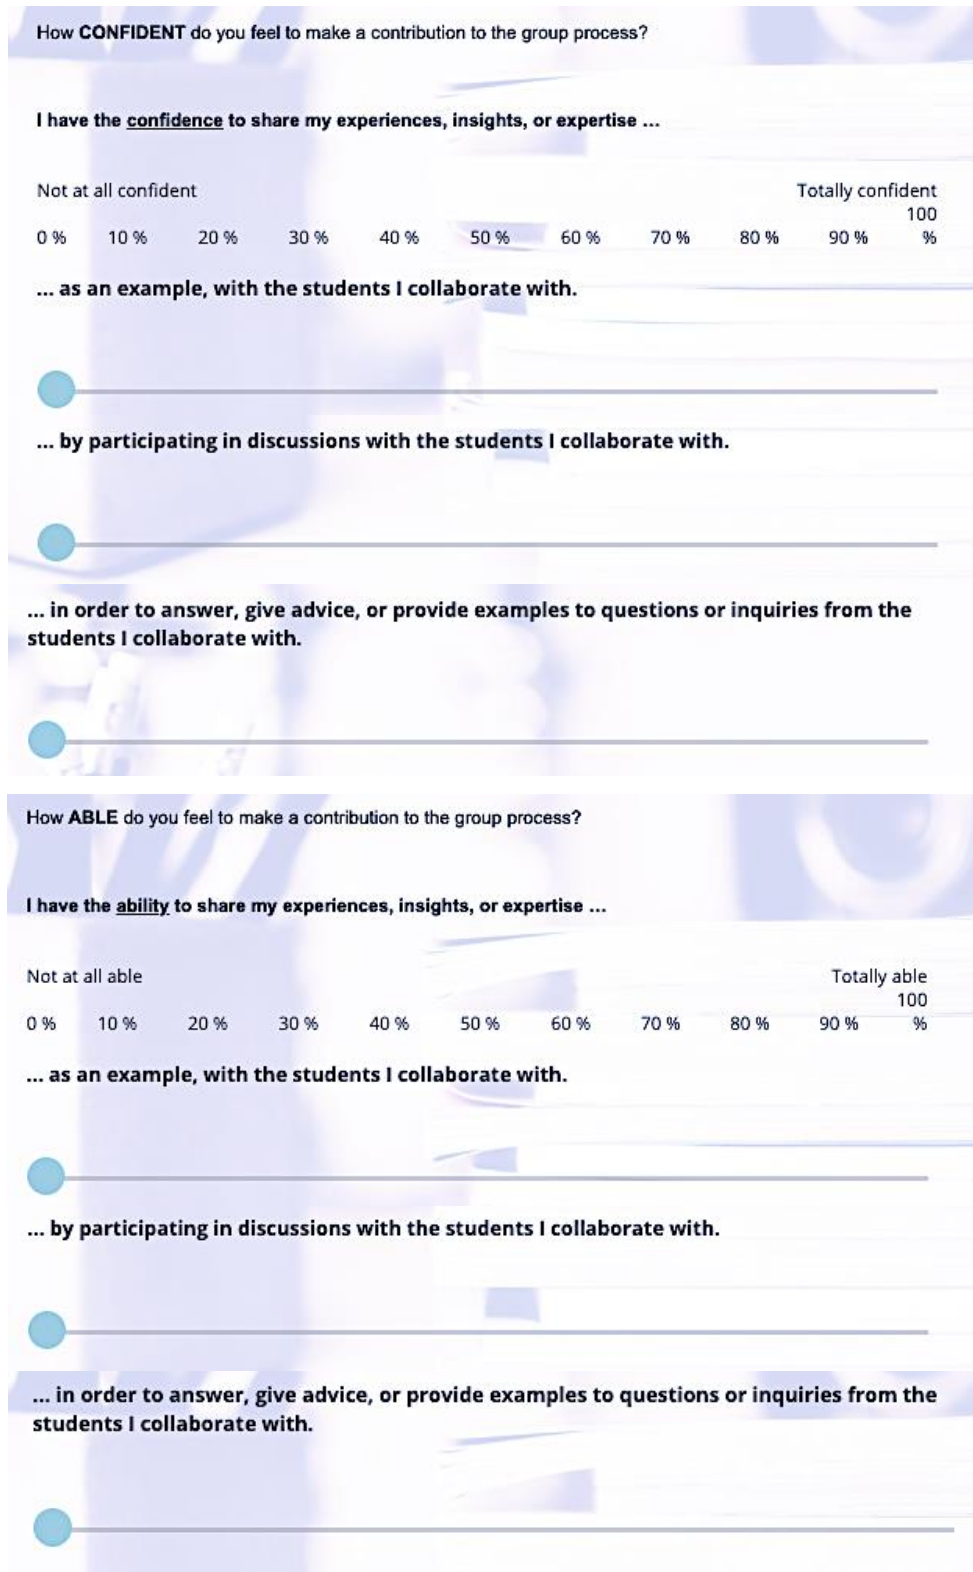 How CONFIDENT do you feel to make a contribution to the group process?
I have the confidence to share my experiences, insights, or expertise ...
Not at all confident Totally confident
0 % 10 % 20 % 30 % 40 % 50 % 60 % 70 % 80 % 90 % 100 %
... as an example, with the students I collaborate with.
... by participating in discussions with the students I collaborate with.
... in order to answer, give advice, or provide examples to questions or inquiries from the
students I collaborate with.
How ABLE do you feel to make a contribution to the group process?
I have the ability to share my experiences, insights, or expertise ...
Not at all able Totally able
0 % 10 % 20 % 30 % 40 % 50 % 60 % 70 % 80 % 90 % 100 %
... as an example, with the students I collaborate with.
... by participating in discussions with the students I collaborate with.
... in order to answer, give advice, or provide examples to questions or inquiries from the
students I collaborate with.